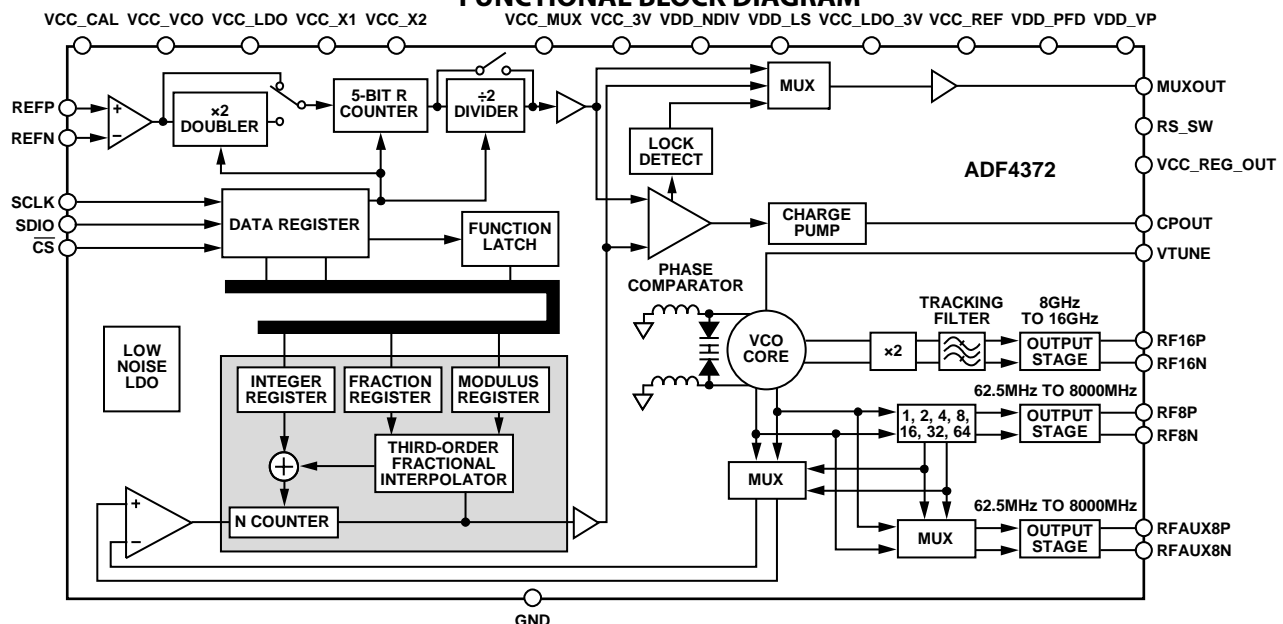 FUNCTIONAL BLOCK DIAGRAM
VCC_CAL VCC_VCO VCC_LDO VCC_X1 VCC_X2 VCC_MUX VCC_3V VDD_NDIV VDD_LS VCC_LDO_3V VCC_REF VDD_PFD VDD_VP
REFP
REFN
+
–
×2
DOUBLER
5-BIT R
COUNTER
÷2
DIVIDER
MUX
MUXOUT
RS_SW
VCC_REG_OUT
LOCK
DETECT
ADF4372
SCLK
SDIO
CS
DATA REGISTER
FUNCTION
LATCH
CHARGE
PUMP
CPOUT
VTUNE
PHASE
COMPARATOR
VCO
CORE
×2
TRACKING
FILTER
8GHz
TO 16GHz
OUTPUT
STAGE
RF16P
RF16N
LOW
NOISE
LDO
INTEGER
REGISTER
FRACTION
REGISTER
MODULUS
REGISTER
62.5MHz TO 8000MHz
1, 2, 4, 8,
16, 32, 64
OUTPUT
STAGE
RF8P
RF8N
THIRD-ORDER
FRACTIONAL
INTERPOLATOR
+
MUX
+
–
N COUNTER
62.5MHz TO 8000MHz
MUX
OUTPUT
STAGE
RFAUX8P
RFAUX8N
GND